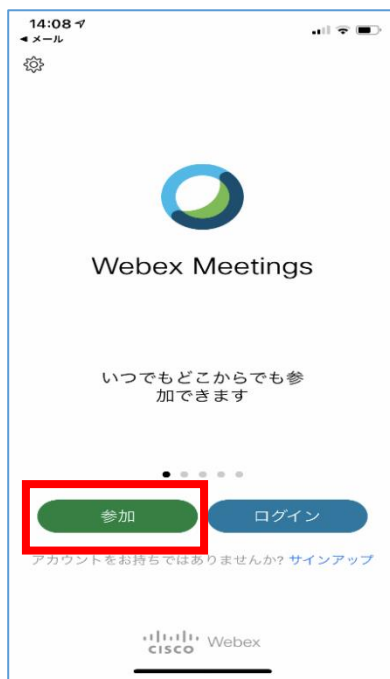 14:08
◀ メール
Webex Meetings
いつでもどこからでも参
加できます
参加
ログイン
アカウントをお持ちではありませんか? サインアップ
CISCO Webex